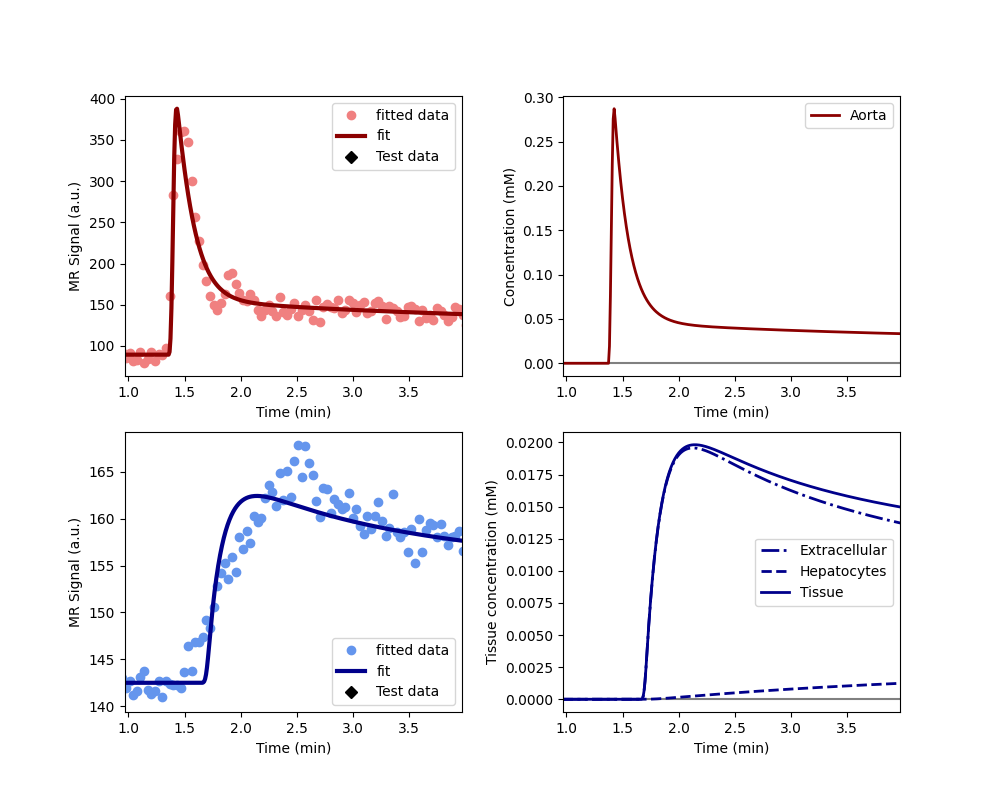 400
350
300
250
200
150
100
MR Signal (a.u.)
fitted data
fit
Test data
1.0 1.5 2.0 2.5 3.0 3.5
Time (min)
0.30
0.25
0.20
0.15
0.10
0.05
0.00
Concentration (mM)
Aorta
1.0 1.5 2.0 2.5 3.0 3.5
Time (min)
165
160
155
150
145
140
MR Signal (a.u.)
fitted data
fit
Test data
1.0 1.5 2.0 2.5 3.0 3.5
Time (min)
0.0200
0.0175
0.0150
0.0125
0.0100
0.0075
0.0050
0.0025
0.0000
Tissue concentration (mM)
Extracellular
Hepatocytes
Tissue
1.0 1.5 2.0 2.5 3.0 3.5
Time (min)